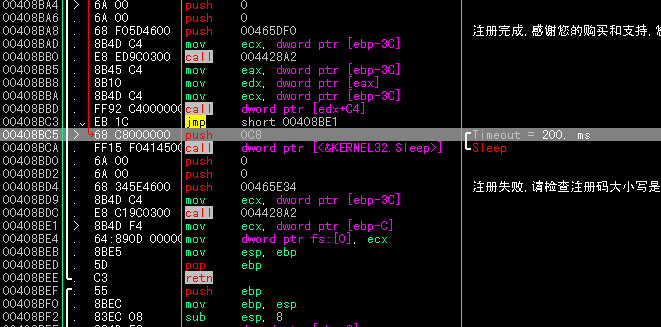 00408BA4 > 6A 00 push 0
00408BA6 . 6A 00 push 0
00408BA8 . 68 F05D4600 push 00465DF0 注册完成,感谢您的购买和支持,
00408BAD . 8B4D C4 mov ecx, dword ptr [ebp-3C]
00408BB0 . E8 ED9C0300 call 004428A2
00408BB5 . 8B45 C4 mov eax, dword ptr [ebp-3C]
00408BB8 . 8B10 mov edx, dword ptr [eax]
00408BBA . 8B4D C4 mov ecx, dword ptr [ebp-3C]
00408BBD . FF92 C4000000 call dword ptr [edx+C4]
00408BC3 . EB 1C jmp short 00408BE1
00408BC5 > 68 C8000000 push 0C8 Timeout = 200. ms
00408BCA . FF15 F0414500 call dword ptr [<&KERNEL32.Sleep>] Sleep
00408BD0 . 6A 00 push 0
00408BD2 . 6A 00 push 0
00408BD4 . 68 345E4600 push 00465E34 注册失败,请检查注册码大小写是
00408BD9 . 8B4D C4 mov ecx, dword ptr [ebp-3C]
00408BDC . E8 C19C0300 call 004428A2
00408BE1 > 8B4D F4 mov ecx, dword ptr [ebp-C]
00408BE4 . 64:890D 00000 mov dword ptr fs:[0], ecx
00408BEB . 8BE5 mov esp, ebp
00408BED . 5D pop ebp
00408BEE . C3 retn
00408BEF . 55 push ebp
00408BF0 . 8BEC mov ebp, esp
00408BF2 . 83EC 08 sub esp, 8